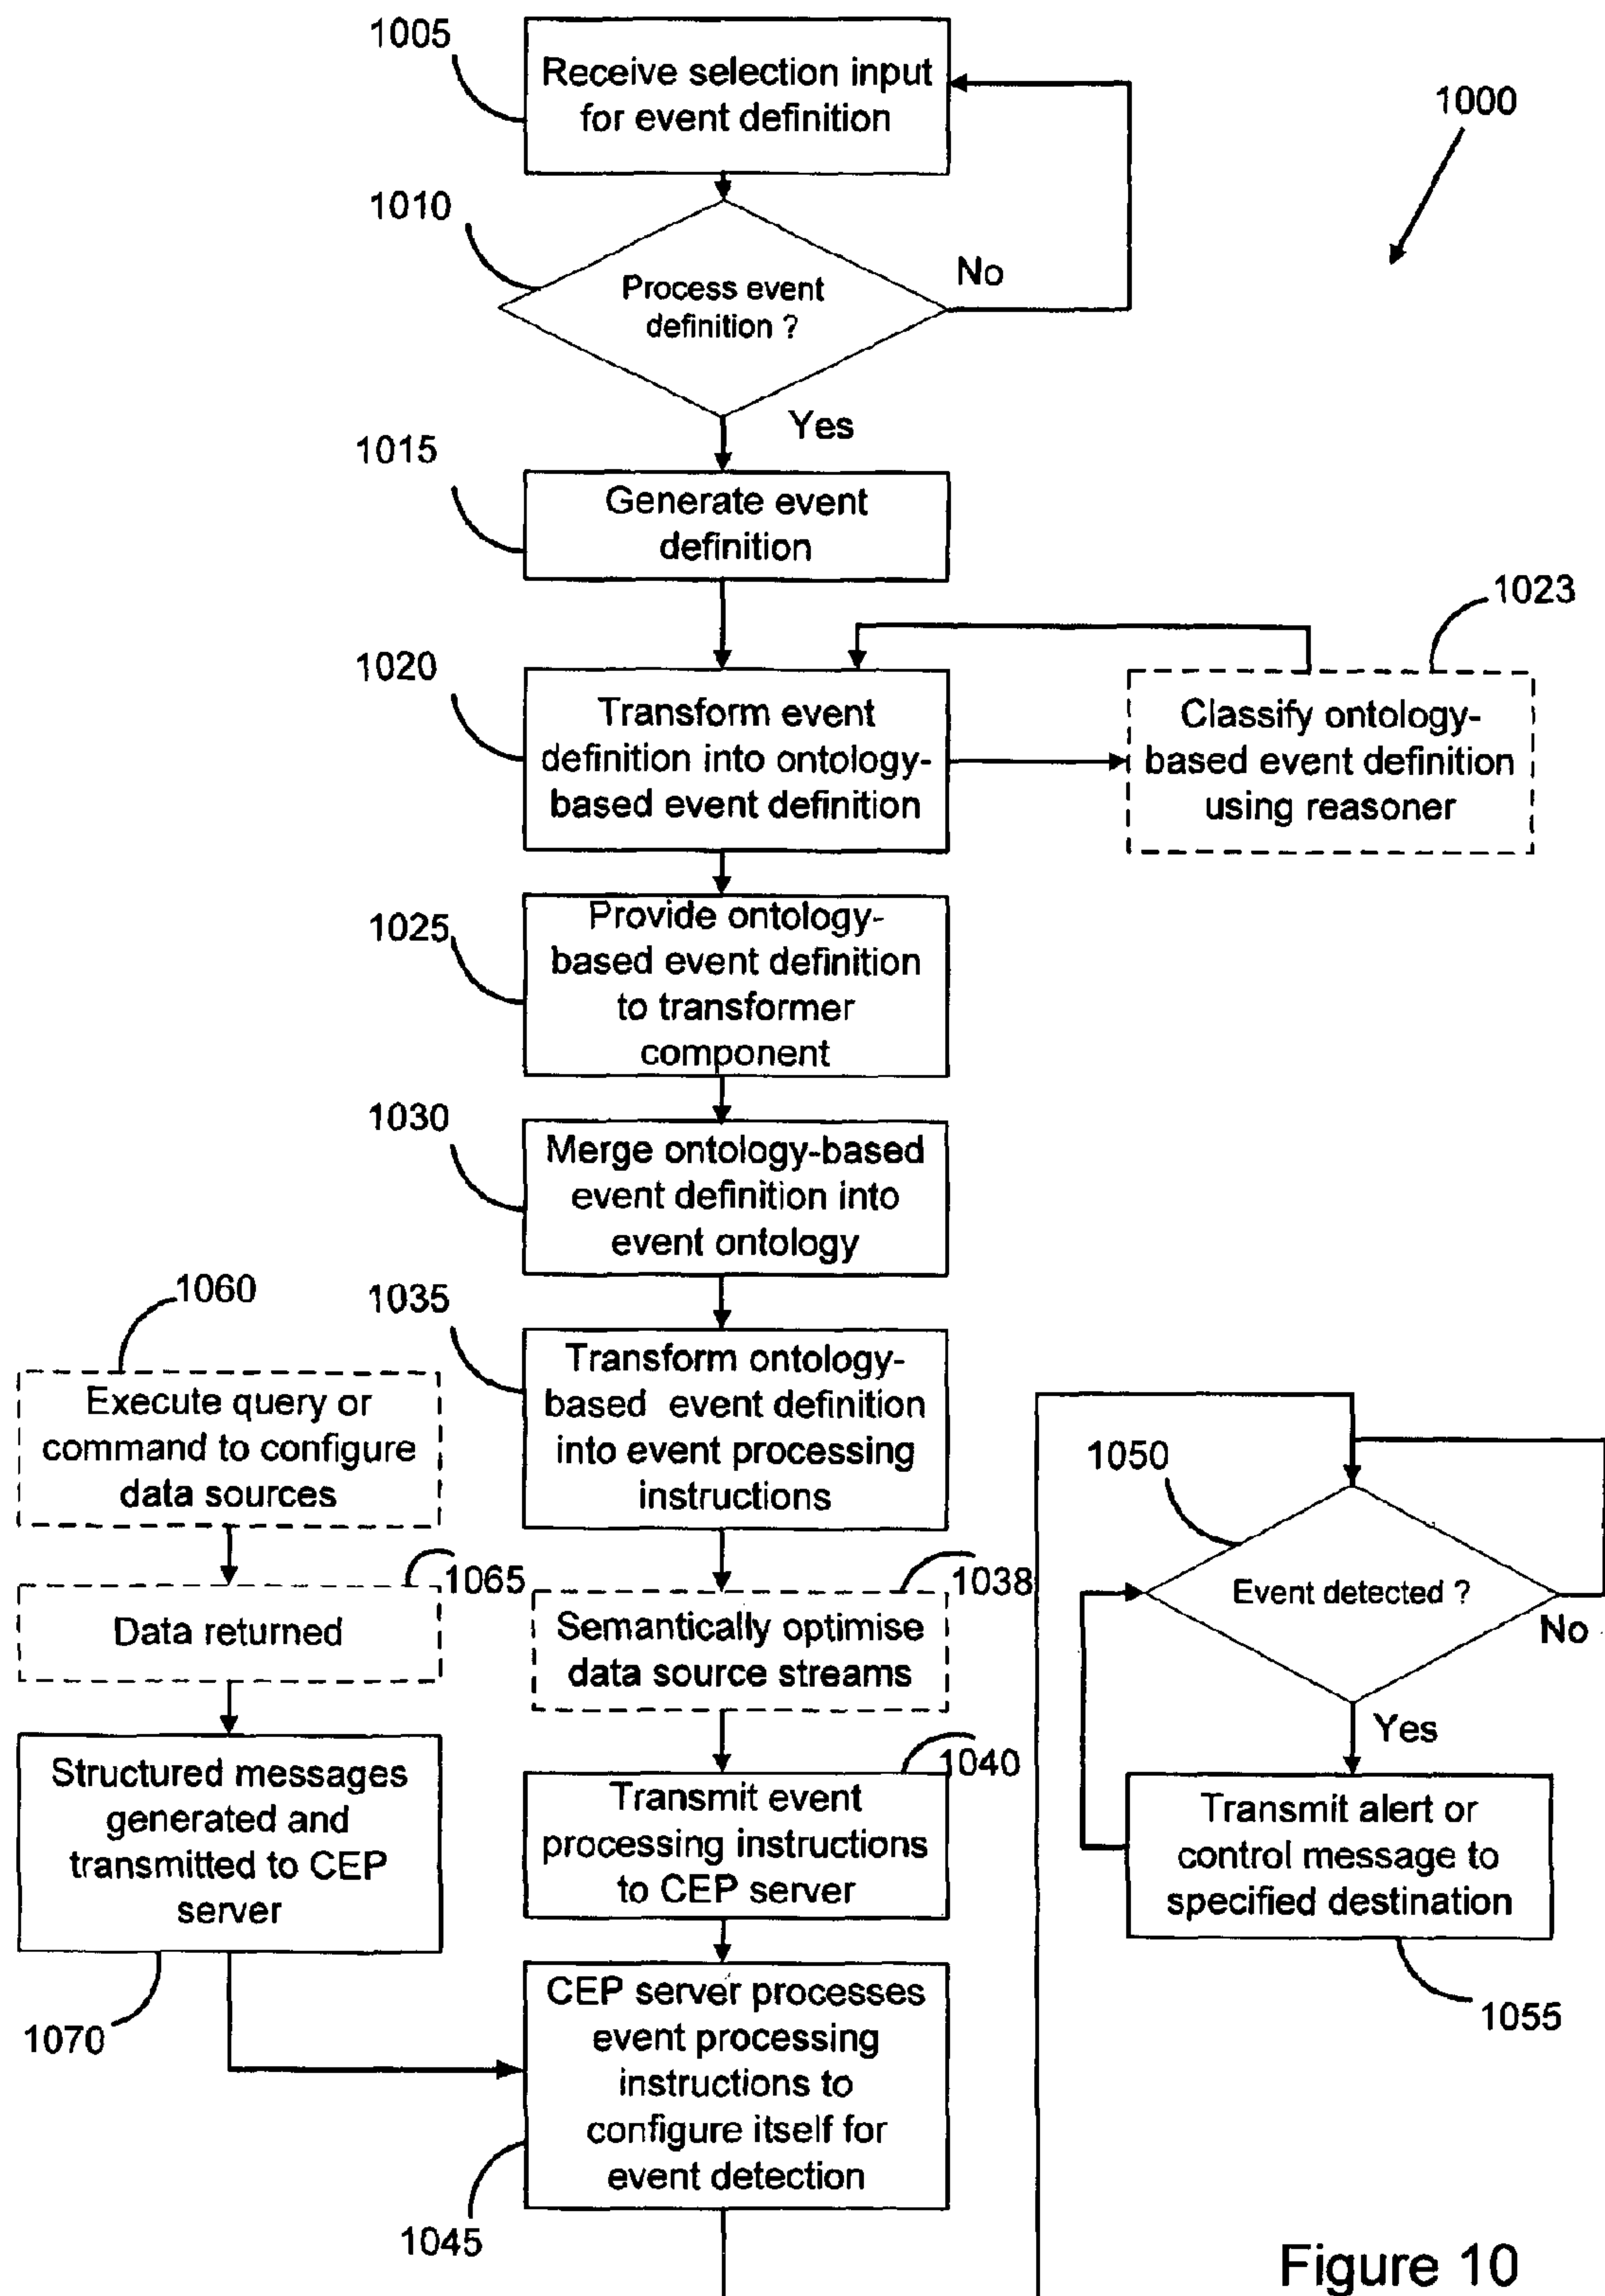 1005
Receive selection input
for event definition
1000
1010
Process event
definition ?
No
Yes
1015
Generate event
definition
1023
1020
Transform event
definition into ontology-
based event definition
Classify ontology-
based event definition
using reasoner
1025
Provide ontology-
based event definition
to transformer
component
1030
Merge ontology-based
event definition into
event ontology
1060
1035
Execute query or
command to configure
data sources
Transform ontology-
based event definition
into event processing
instructions
1050
1065
1038
Data returned
Semantically optimise
data source streams
Event detected ?
No
Yes
1040
Structured messages
generated and
transmitted to CEP
server
Transmit event
processing instructions
to CEP server
Transmit alert or
control message to
specified destination
1070
CEP server processes
event processing
instructions to
configure itself for
event detection
1055
1045
Figure 10